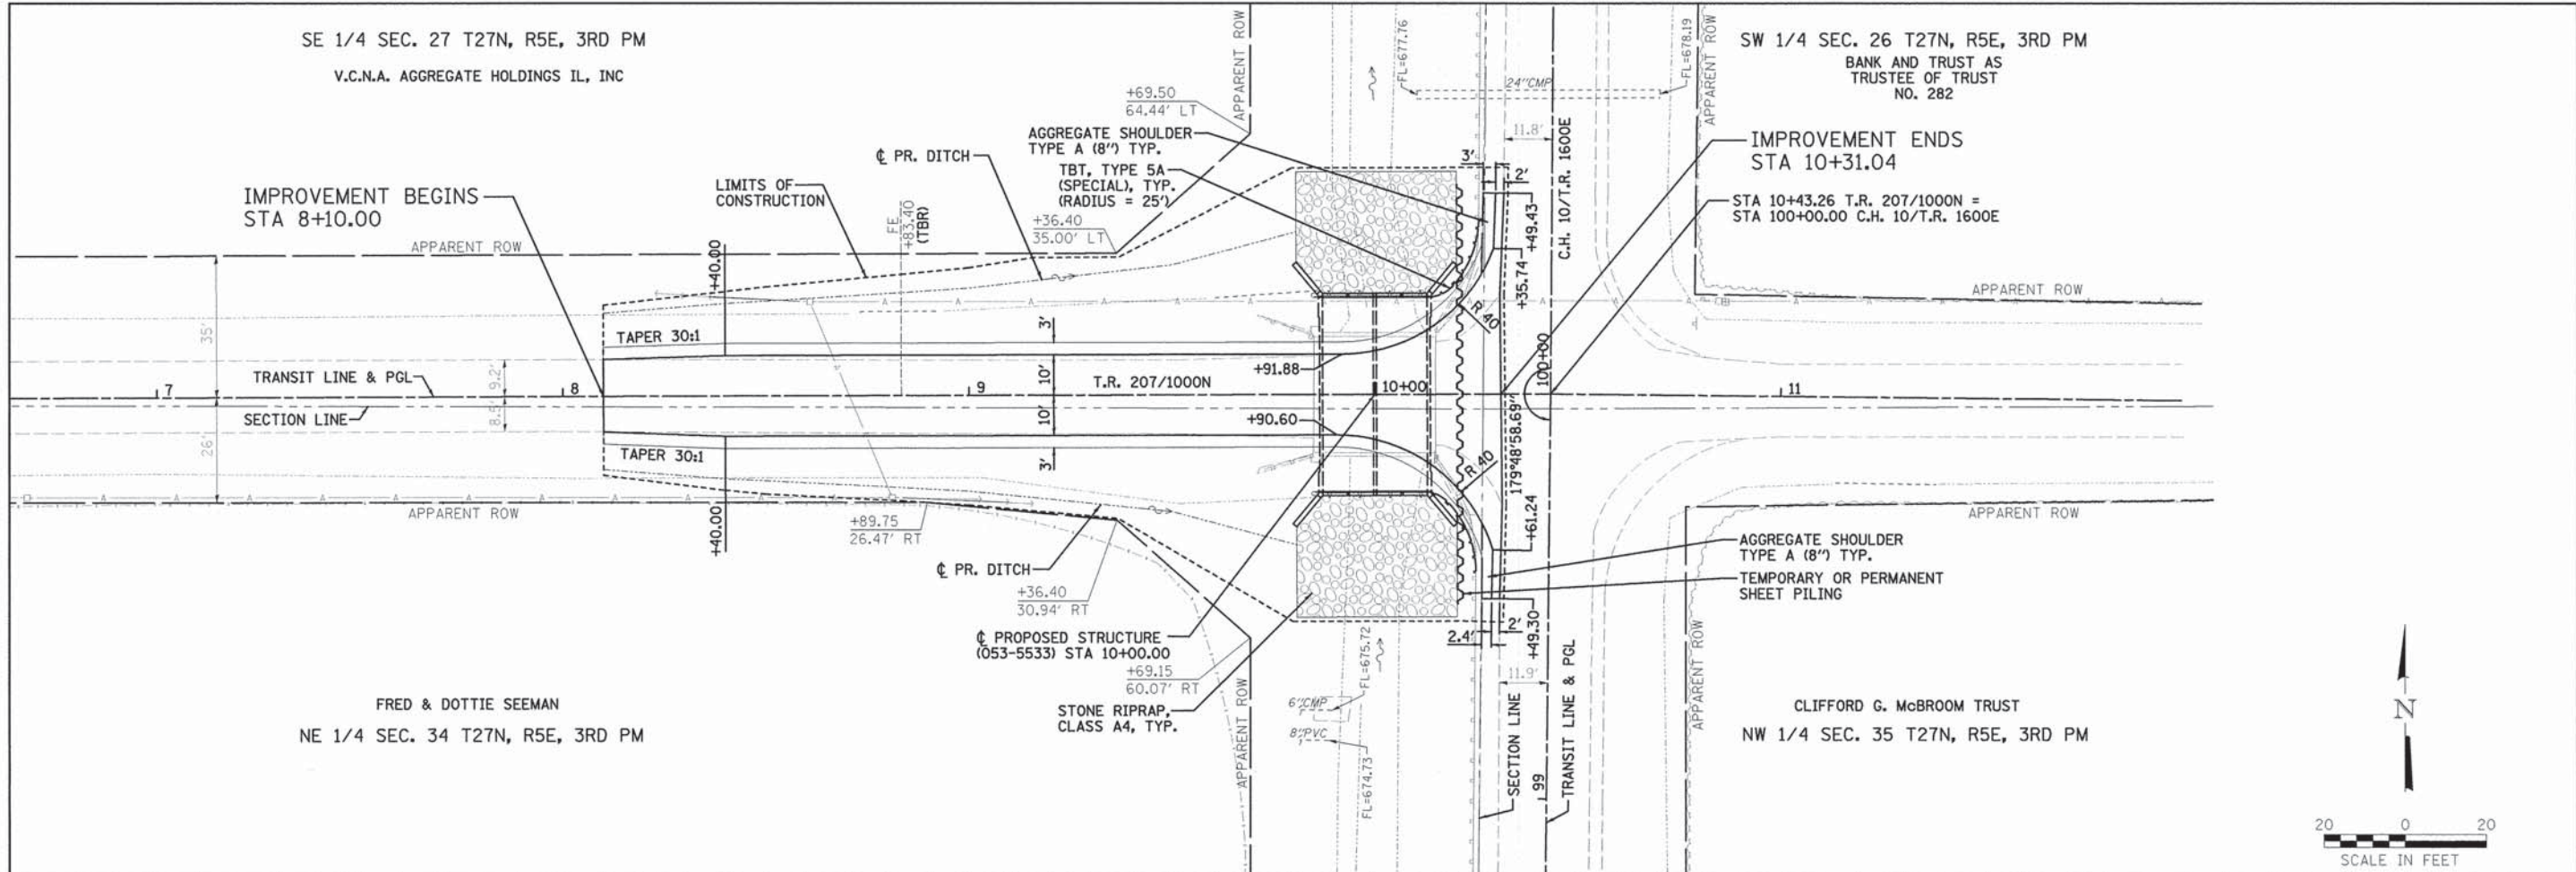 SE 1/4 SEC. 27 T27N, R5E, 3RD PM
V.C.N.A. AGGREGATE HOLDINGS IL, INC
SW 1/4 SEC. 26 T27N, R5E, 3RD PM
BANK AND TRUST AS
TRUSTEE OF TRUST
NO. 282
IMPROVEMENT BEGINS
STA 8+10.00
LIMITS OF
CONSTRUCTION
℄ PR. DITCH
FE
+83.40
(TBR)
+69.50
64.44' LT
AGGREGATE SHOULDER
TYPE A (8") TYP.
TBT, TYPE 5A
(SPECIAL), TYP.
(RADIUS = 25')
+36.40
35.00' LT
APPARENT ROW
FL=677.76
24"CMP
FL=678.19
APPARENT ROW
11.8'
3'
2'
C.H. 10/T.R. 1600E
IMPROVEMENT ENDS
STA 10+31.04
STA 10+43.26 T.R. 207/1000N =
STA 100+00.00 C.H. 10/T.R. 1600E
+49.43
+35.74
APPARENT ROW
APPARENT ROW
+40.00
35'
TAPER 30:1
3'
R 40
9.2'
TRANSIT LINE & PGL
7
8
9
10'
T.R. 207/1000N
+91.88
10+00
100+00
11
SECTION LINE
8.5'
10'
+90.60
179°48'58.69"
26'
TAPER 30:1
3'
R 40
APPARENT ROW
+40.00
+89.75
26.47' RT
+61.24
APPARENT ROW
℄ PR. DITCH
+36.40
30.94' RT
AGGREGATE SHOULDER
TYPE A (8") TYP.
TEMPORARY OR PERMANENT
SHEET PILING
℄ PROPOSED STRUCTURE
(053-5533) STA 10+00.00
+69.15
60.07' RT
STONE RIPRAP,
CLASS A4, TYP.
APPARENT ROW
6"CMP
8"PVC
FL=675.72
FL=674.73
2.4'
2'
+49.30
11.9'
SECTION LINE
99
TRANSIT LINE & PGL
APPARENT ROW
FRED & DOTTIE SEEMAN
NE 1/4 SEC. 34 T27N, R5E, 3RD PM
CLIFFORD G. McBROOM TRUST
NW 1/4 SEC. 35 T27N, R5E, 3RD PM
N
20 0 20
SCALE IN FEET